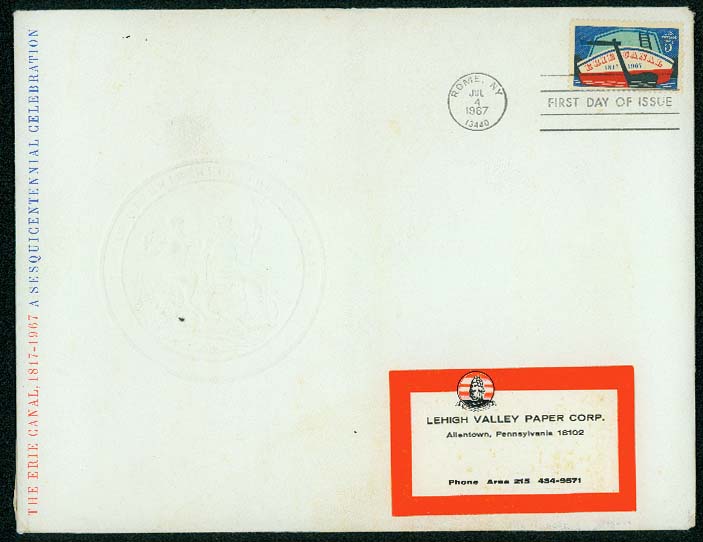 THE ERIE CANAL: 1817-1967 A SESQUICENTENNIAL CELEBRATION
ROME, NY
JUL
4
1967
13440
ERIE CANAL
1817 1967
5
FIRST DAY OF ISSUE
LEHIGH VALLEY PAPER CORP.
Allentown, Pennsylvania 18102
Phone Area 215 434-9571